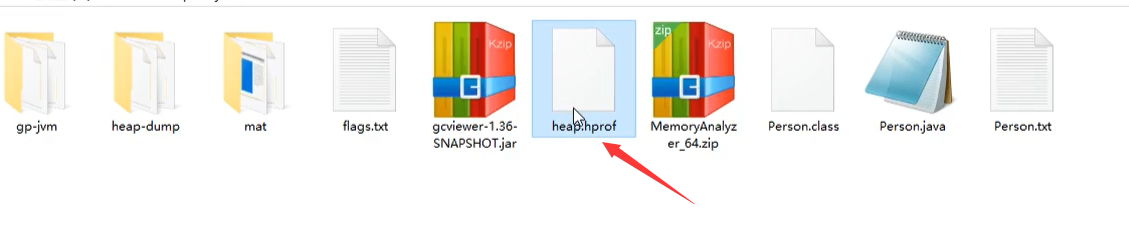 Kzip
zip
Kzip
gp-jvm
heap-dump
mat
flags.txt
gcviewer-1.36-
SNAPSHOT.jar
heap.hprof
MemoryAnalyz
er_64.zip
Person.class
Person.java
Person.txt